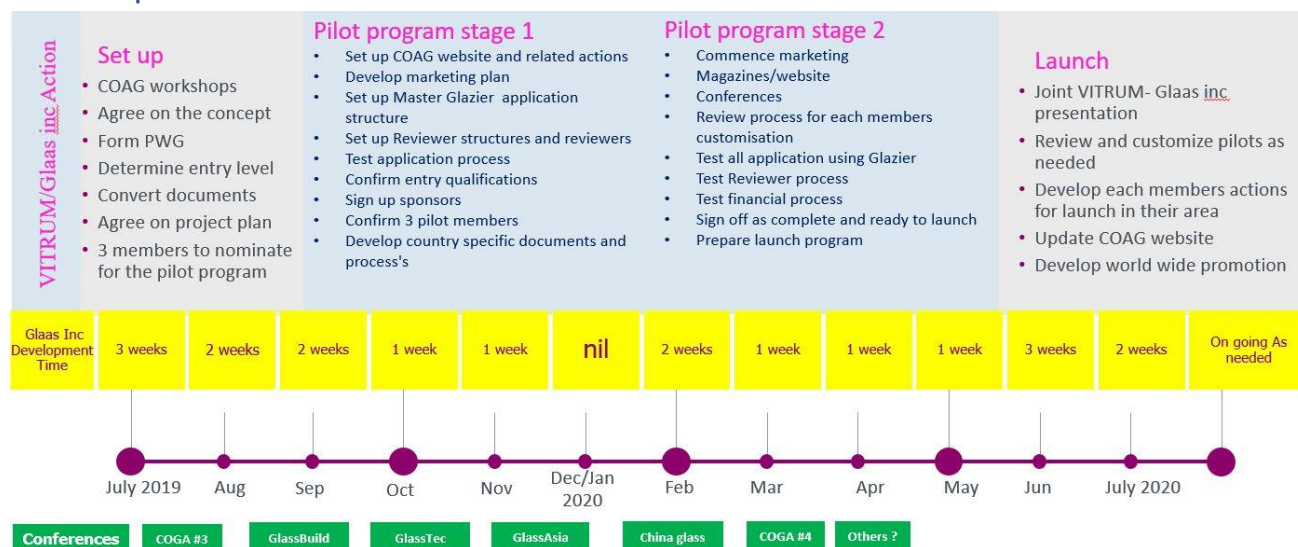 VITRUM/Glaas inc Action
Set up
• COAG workshops
• Agree on the concept
• Form PWG
• Determine entry level
• Convert documents
• Agree on project plan
• 3 members to nominate
for the pilot program
Pilot program stage 1
• Set up COAG website and related actions
• Develop marketing plan
• Set up Master Glazier application
structure
• Set up Reviewer structures and reviewers
• Test application process
• Confirm entry qualifications
• Sign up sponsors
• Confirm 3 pilot members
• Develop country specific documents and
process's
Pilot program stage 2
• Commence marketing
• Magazines/website
• Conferences
• Review process for each members
customisation
• Test all application using Glazier
• Test Reviewer process
• Test financial process
• Sign off as complete and ready to launch
• Prepare launch program
Launch
• Joint VITRUM- Glaas inc
presentation
• Review and customize pilots as
needed
• Develop each members actions
for launch in their area
• Update COAG website
• Develop world wide promotion
Glaas Inc
Development
Time
3 weeks
2 weeks
2 weeks
1 week
1 week
nil
2 weeks
1 week
1 week
1 week
3 weeks
2 weeks
On going As
needed
July 2019
Aug
Sep
Oct
Nov
Dec/Jan
2020
Feb
Mar
Apr
May
Jun
July 2020
Conferences
COGA #3
GlassBuild
GlassTec
GlassAsia
China glass
COGA #4
Others ?